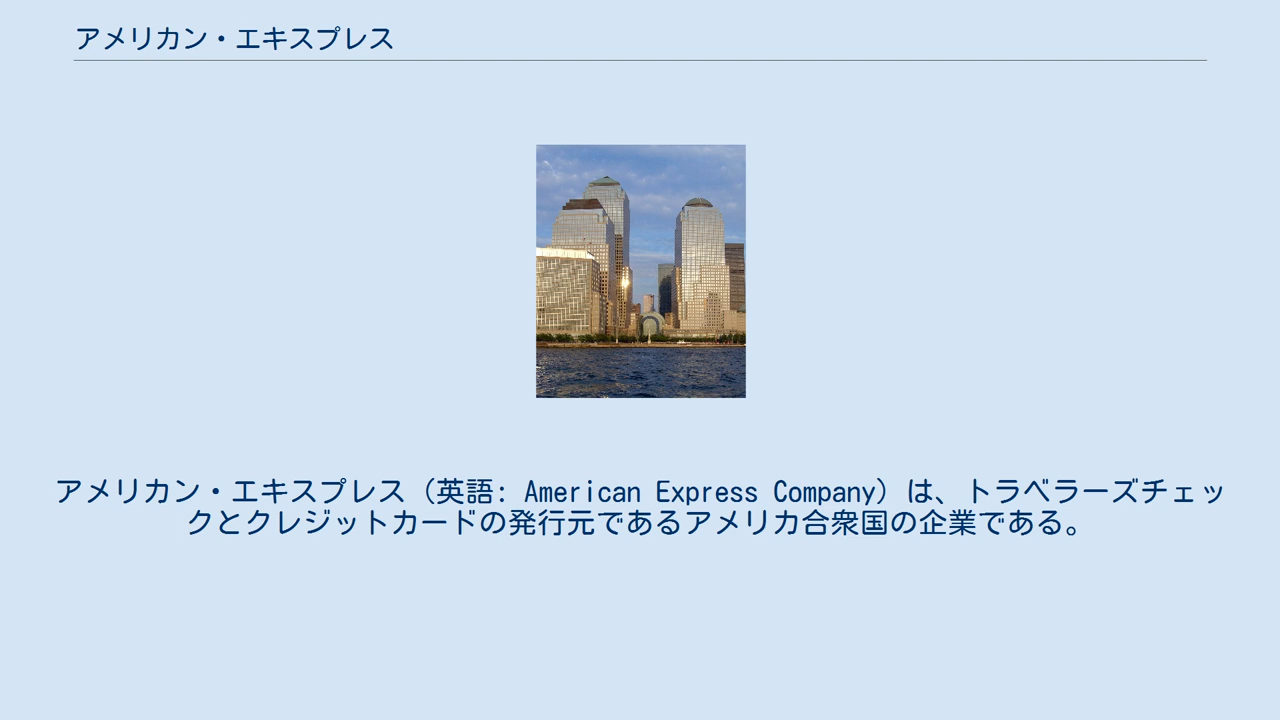 アメリカン・エキスプレス
アメリカン・エキスプレス（英語: American Express Company）は、トラベラーズチェッ
クとクレジットカードの発行元であるアメリカ合衆国の企業である。